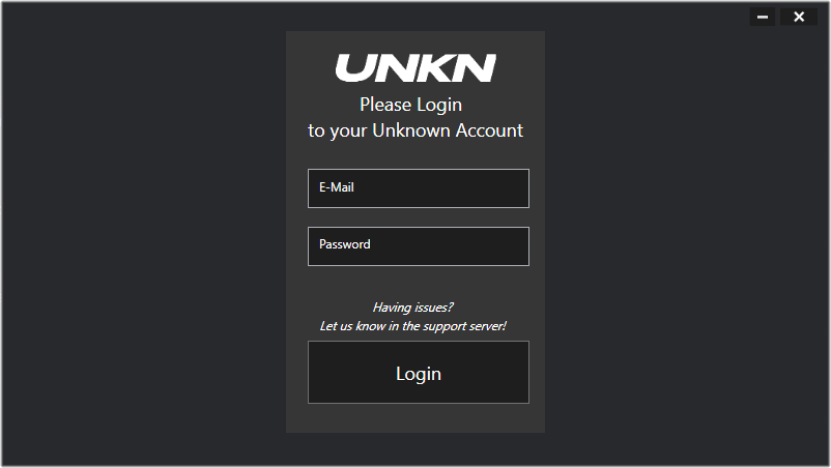 UNKN
Please Login
to your Unknown Account
E-Mail
Password
Having issues?
Let us know in the support server!
Login